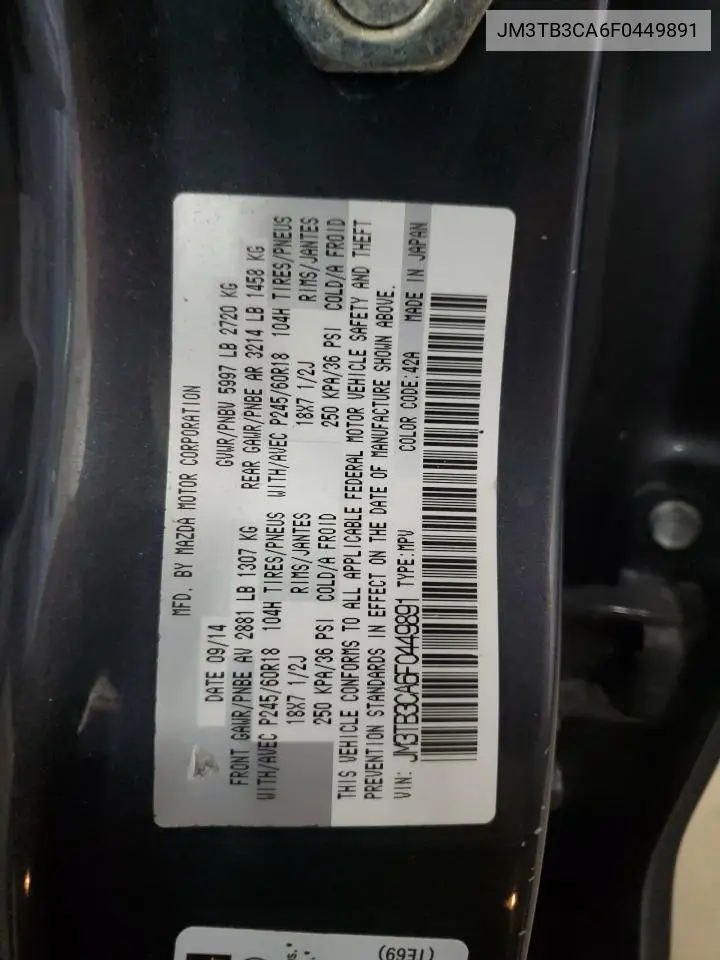 JM3TB3CA6F0449891
MFD. BY MAZDA MOTOR CORPORATION
DATE 09/14 GVWR/PNBV 5997 LB 2720 KG
FRONT GAWR/PNBE AV 2881 LB 1307 KG REAR GAWR/PNBE AR 3214 LB 1458 KG
WITH/AVEC P245/60R18 104H TIRES/PNEUS WITH/AVEC P245/60R18 104H TIRES/PNEUS
18X7 1/2J RIMS/JANTES 18X7 1/2J RIMS/JANTES
250 KPA/36 PSI COLD/A FROID 250 KPA/36 PSI COLD/A FROID
THIS VEHICLE CONFORMS TO ALL APPLICABLE FEDERAL MOTOR VEHICLE SAFETY AND THEFT
PREVENTION STANDARDS IN EFFECT ON THE DATE OF MANUFACTURE SHOWN ABOVE.
VIN: JM3TB3CA6F0449891 TYPE:MPV COLOR CODE:42A MADE IN JAPAN
(1E69)